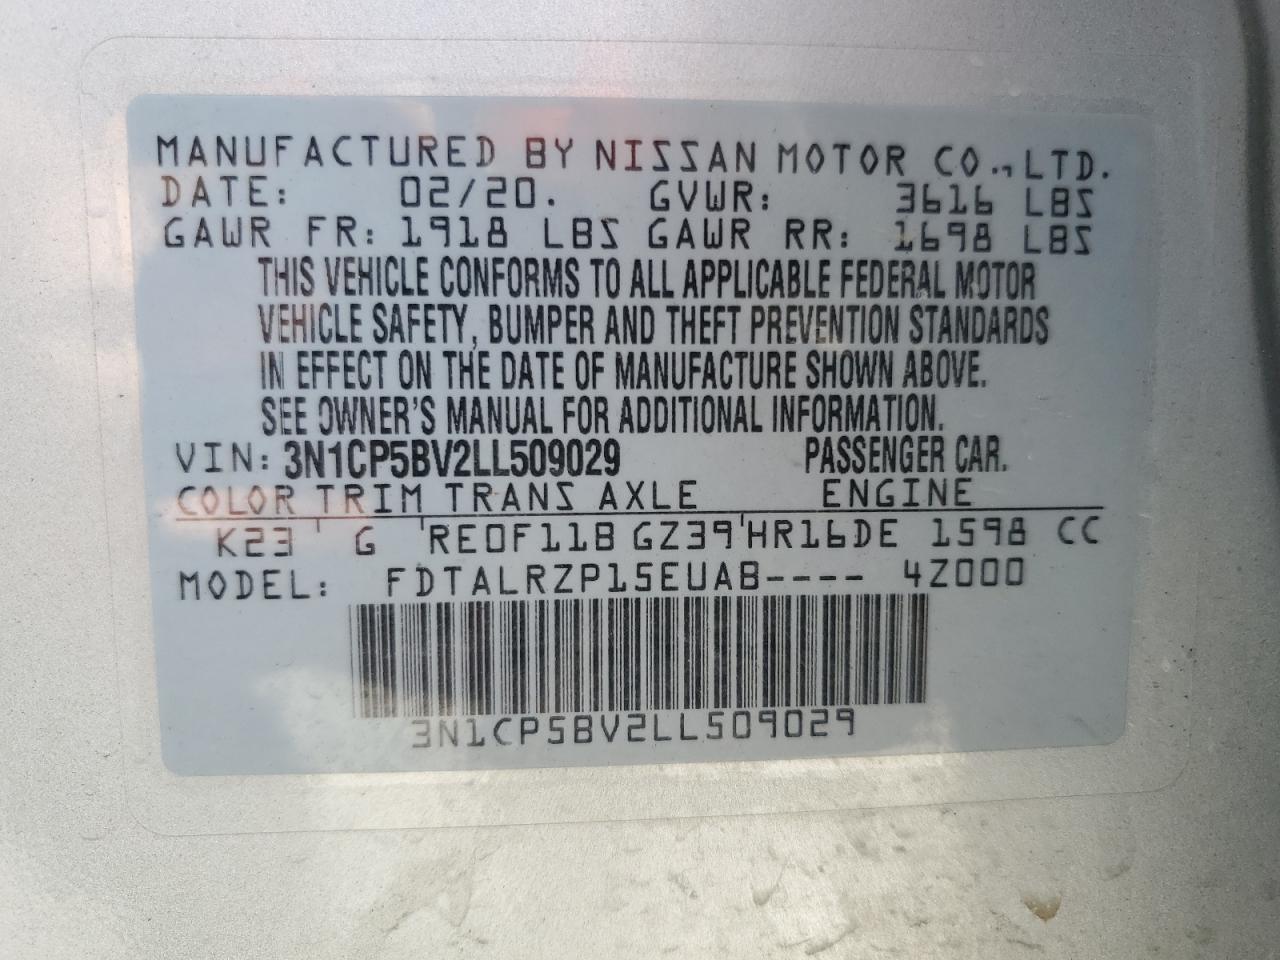 MANUFACTURED BY NISSAN MOTOR CO.,LTD.
DATE: 02/20. GVWR: 3616 LBS
GAWR FR: 1918 LBS GAWR RR: 1698 LBS
THIS VEHICLE CONFORMS TO ALL APPLICABLE FEDERAL MOTOR
VEHICLE SAFETY, BUMPER AND THEFT PREVENTION STANDARDS
IN EFFECT ON THE DATE OF MANUFACTURE SHOWN ABOVE.
SEE OWNER'S MANUAL FOR ADDITIONAL INFORMATION.
VIN: 3N1CP5BV2LL509029 PASSENGER CAR.
COLOR TRIM TRANS AXLE ENGINE
K23 ' G 'RE0F11B GZ39'HR16DE 1598 CC
MODEL: FDTALRZP15EUAB---- 4Z000
3N1CP5BV2LL509029